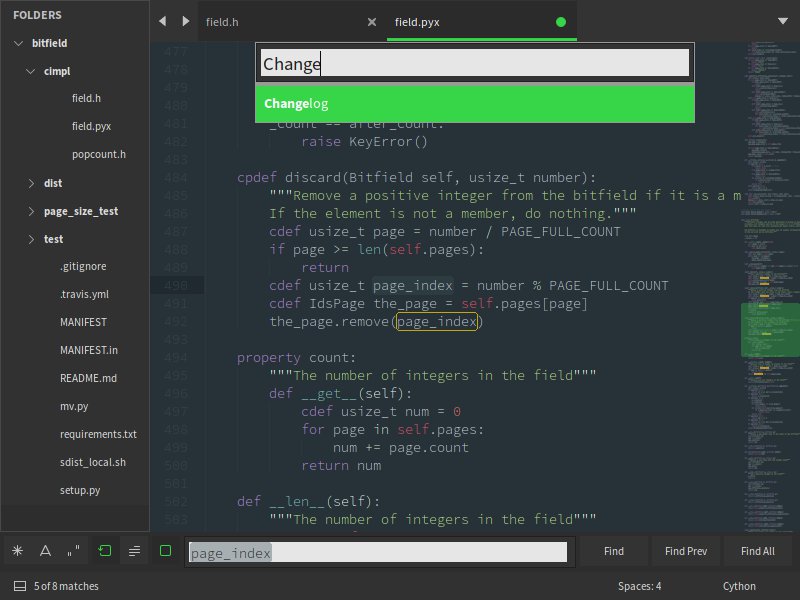 FOLDERS
bitfield
cimpl
field.h
field.pyx
popcount.h
dist
page_size_test
test
.gitignore
.travis.yml
MANIFEST
MANIFEST.in
README.md
mv.py
requirements.txt
sdist_local.sh
setup.py
field.h
field.pyx
Change
Changelog
477
478
479
480
481 _count == after_count:
482 raise KeyError()
483
484 cpdef discard(Bitfield self, usize_t number):
485 """Remove a positive integer from the bitfield if it is a m
486 If the element is not a member, do nothing."""
487 cdef usize_t page = number / PAGE_FULL_COUNT
488 if page >= len(self.pages):
489 return
490 cdef usize_t page_index = number % PAGE_FULL_COUNT
491 cdef IdsPage the_page = self.pages[page]
492 the_page.remove(page_index)
493
494 property count:
495 """The number of integers in the field"""
496 def __get__(self):
497 cdef usize_t num = 0
498 for page in self.pages:
499 num += page.count
500 return num
501
502 def __len__(self):
503 """The number of integers in the field"""
page_index
Find
Find Prev
Find All
5 of 8 matches
Spaces: 4
Cython